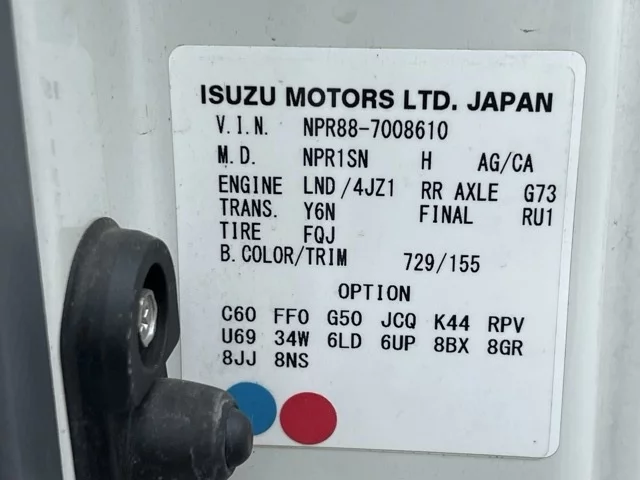 ISUZU MOTORS LTD. JAPAN
V.I.N. NPR88-7008610
M.D. NPR1SN H AG/CA
ENGINE LND/4JZ1 RR AXLE G73
TRANS. Y6N FINAL RU1
TIRE FQJ
B.COLOR/TRIM 729/155
OPTION
C60 FF0 G50 JCQ K44 RPV
U69 34W 6LD 6UP 8BX 8GR
8JJ 8NS